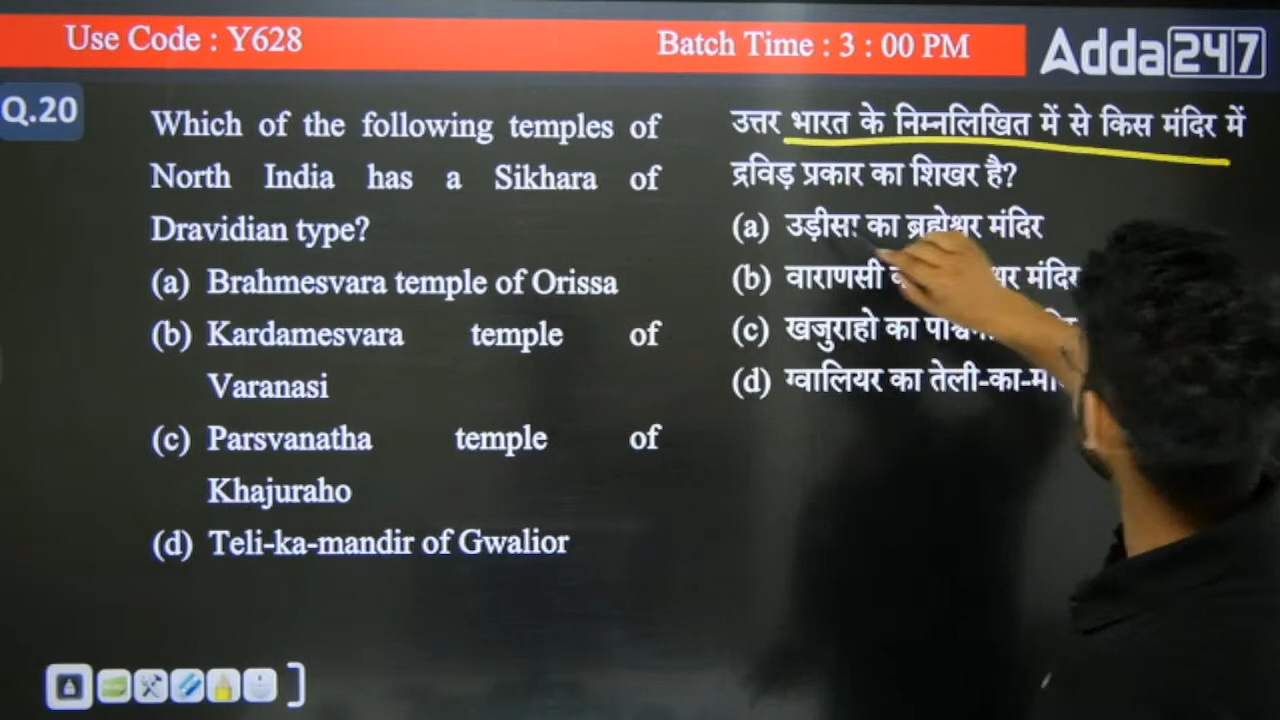 Use Code : Y628
Batch Time : 3 : 00 PM
Adda247
Q.20
Which of the following temples of
North India has a Sikhara of
Dravidian type?
(a) Brahmesvara temple of Orissa
(b) Kardamesvara temple of
Varanasi
(c) Parsvanatha temple of
Khajuraho
(d) Teli-ka-mandir of Gwalior
उत्तर भारत के निम्नलिखित में से किस मंदिर में
द्रविड़ प्रकार का शिखर है?
(a) उड़ीसा का ब्रह्मेश्वर मंदिर
(b) वाराणसी मंदिर
(c) खजुराहो का
(d) ग्वालियर का तेली-का